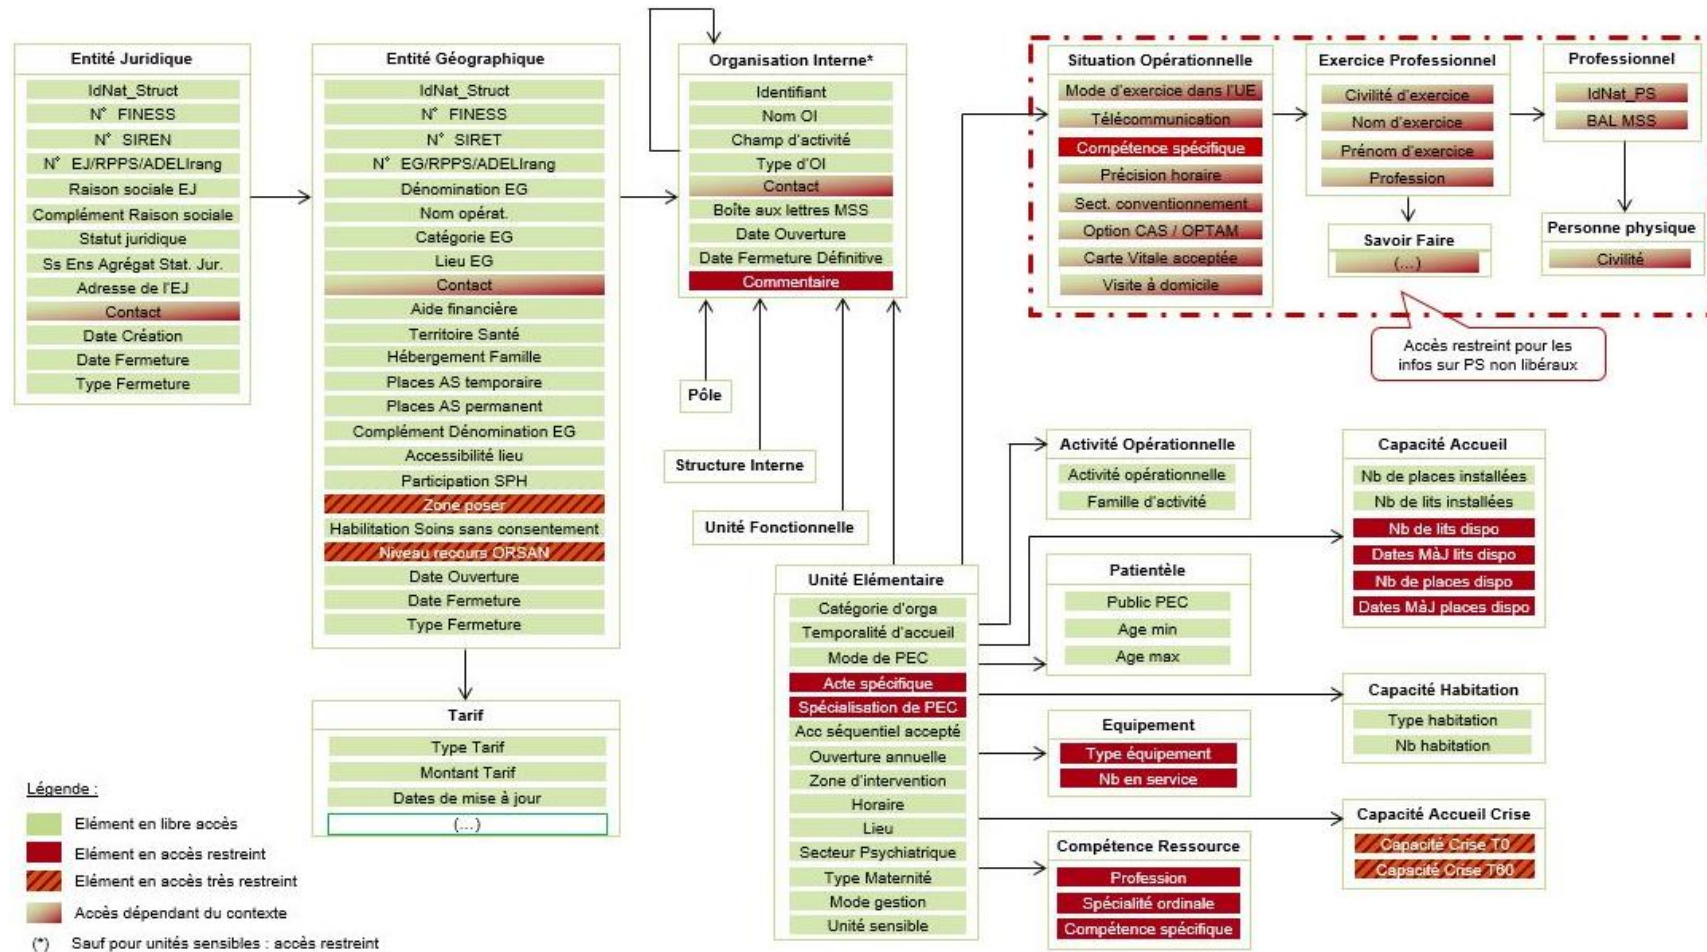 Entité Juridique
IdNat_Struct
N° FINESS
N° SIREN
N° EJ/RPPS/ADELIrang
Raison sociale EJ
Complément Raison sociale
Statut juridique
Ss Ens Agrégat Stat. Jur.
Adresse de l'EJ
Contact
Date Création
Date Fermeture
Type Fermeture
Entité Géographique
IdNat_Struct
N° FINESS
N° SIRET
N° EG/RPPS/ADELIrang
Dénomination EG
Nom opérat.
Catégorie EG
Lieu EG
Contact
Aide financière
Territoire Santé
Hébergement Famille
Places AS temporaire
Places AS permanent
Complément Dénomination EG
Accessibilité lieu
Participation SPH
Zone poser
Habilitation Soins sans consentement
Niveau recours ORSAN
Date Ouverture
Date Fermeture
Type Fermeture
Tarif
Type Tarif
Montant Tarif
Dates de mise à jour
(...)
Organisation Interne*
Identifiant
Nom OI
Champ d'activité
Type d'OI
Contact
Boîte aux lettres MSS
Date Ouverture
Date Fermeture Définitive
Commentaire
Pôle
Structure Interne
Unité Fonctionnelle
Unité Elémentaire
Catégorie d'orga
Temporalité d'accueil
Mode de PEC
Acte spécifique
Spécialisation de PEC
Acc séquentiel accepté
Ouverture annuelle
Zone d'intervention
Horaire
Lieu
Secteur Psychiatrique
Type Maternité
Mode gestion
Unité sensible
Situation Opérationnelle
Mode d'exercice dans l'UE
Télécommunication
Compétence spécifique
Précision horaire
Sect. conventionnement
Option CAS / OPTAM
Carte Vitale acceptée
Visite à domicile
Exercice Professionnel
Civilité d'exercice
Nom d'exercice
Prénom d'exercice
Profession
Savoir Faire
(...)
Professionnel
IdNat_PS
BAL MSS
Personne physique
Civilité
Accès restreint pour les
infos sur PS non libéraux
Activité Opérationnelle
Activité opérationnelle
Famille d'activité
Patientèle
Public PEC
Age min
Age max
Equipement
Type équipement
Nb en service
Compétence Ressource
Profession
Spécialité ordinale
Compétence spécifique
Capacité Accueil
Nb de places installées
Nb de lits installées
Nb de lits dispo
Dates MàJ lits dispo
Nb de places dispo
Dates MàJ places dispo
Capacité Habitation
Type habitation
Nb habitation
Capacité Accueil Crise
Capacité Crise T0
Capacité Crise T60
Légende :
Elément en libre accès
Elément en accès restreint
Elément en accès très restreint
Accès dépendant du contexte
(*) Sauf pour unités sensibles : accès restreint